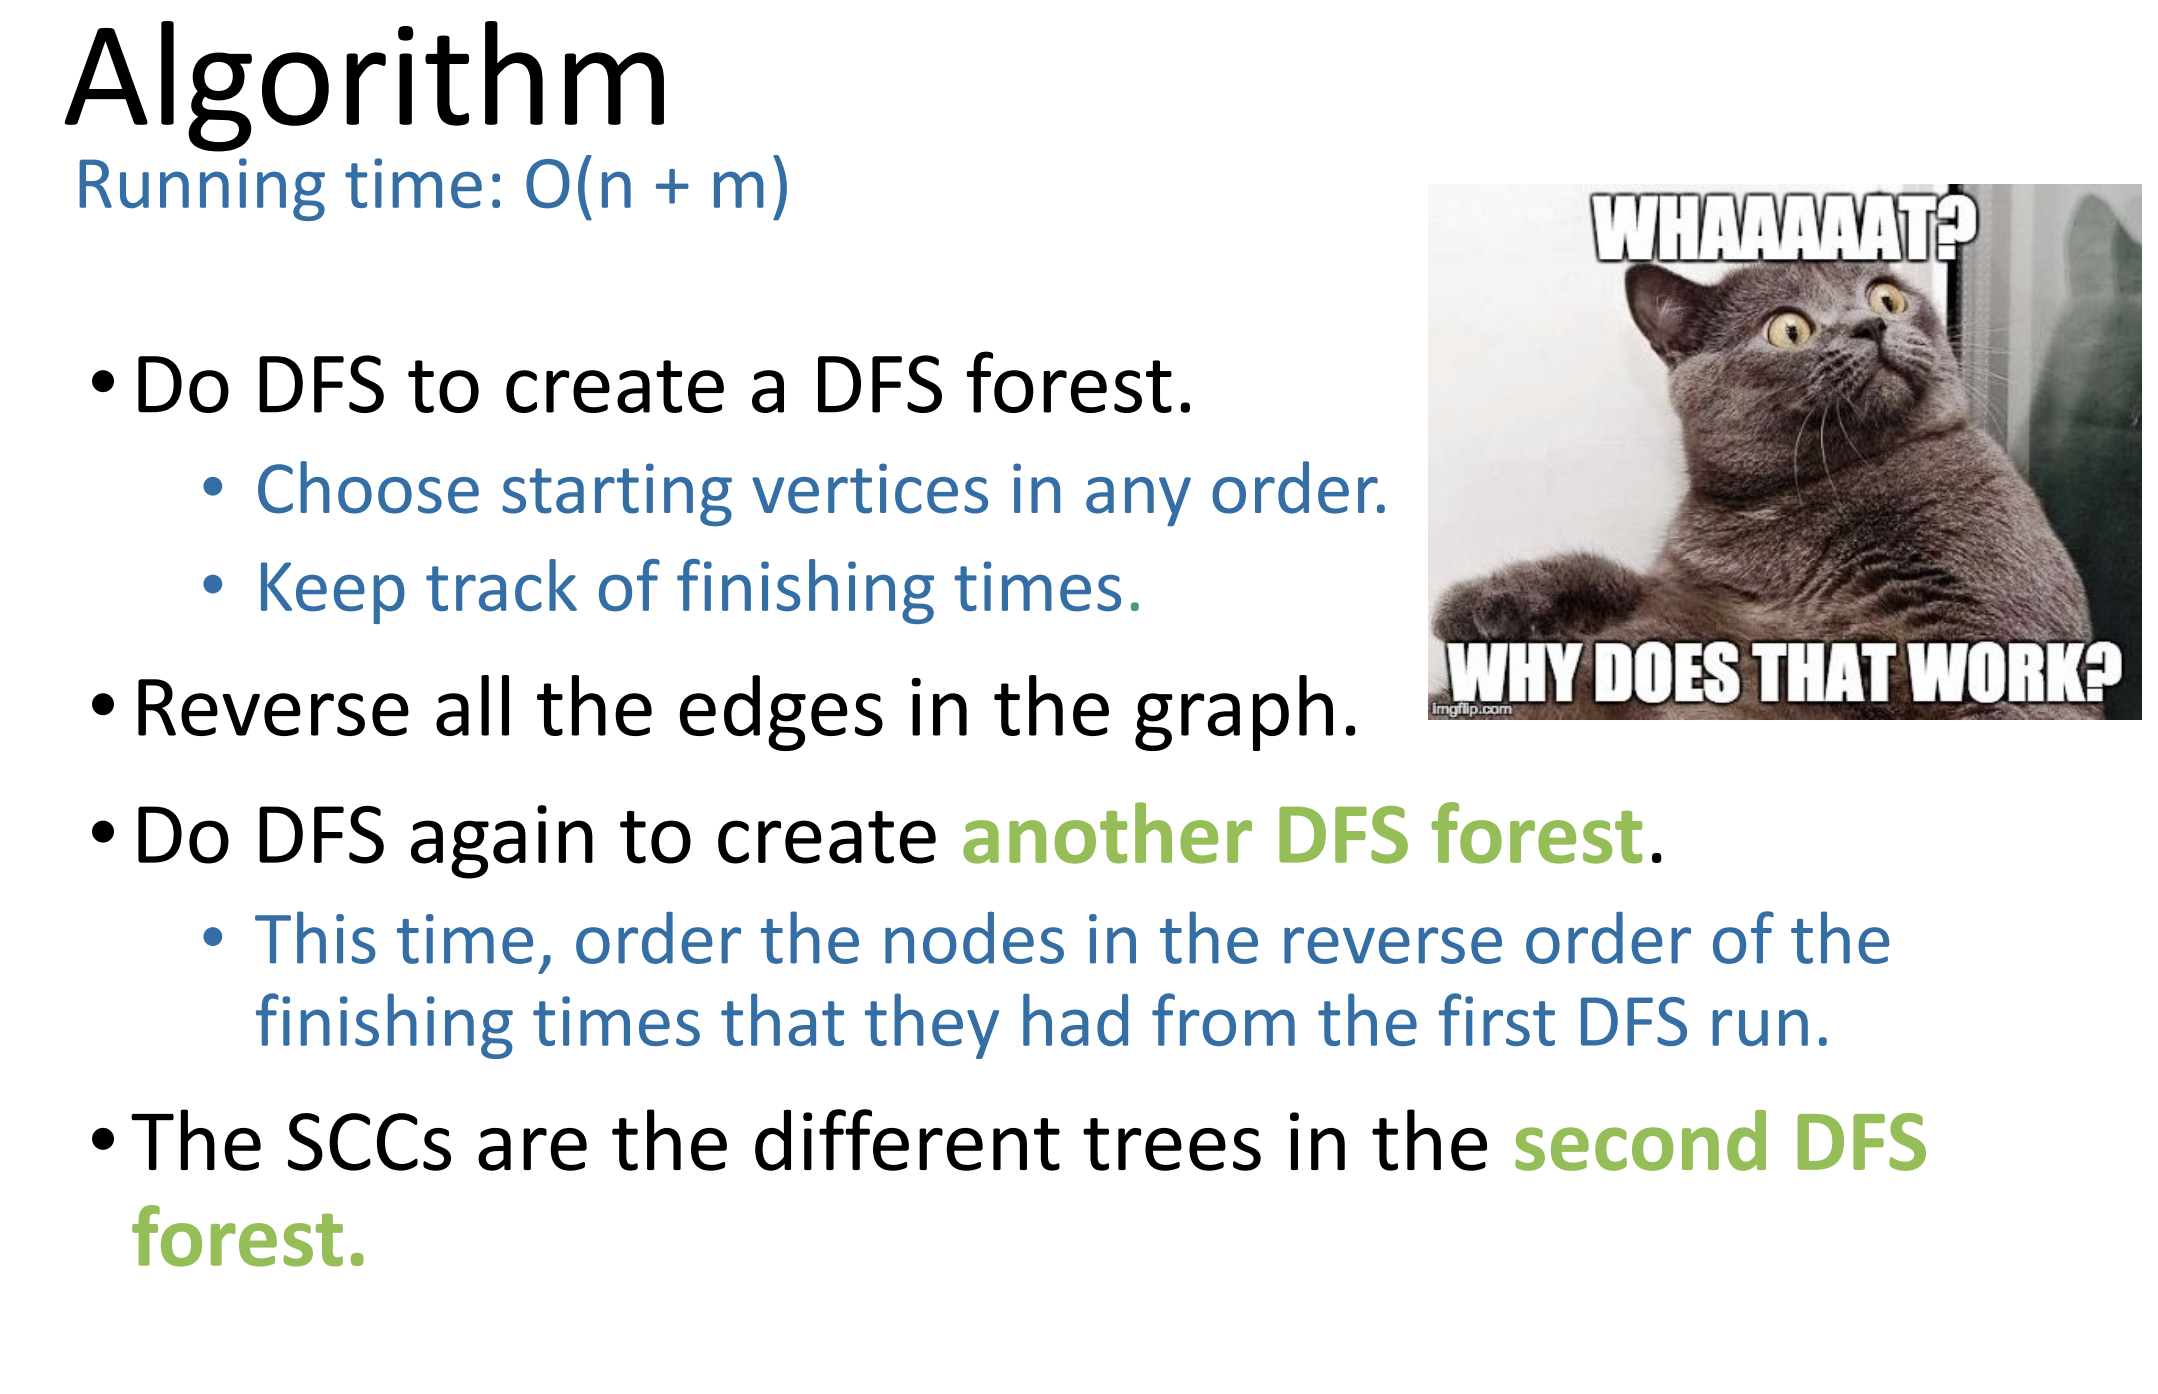 Algorithm
Running time: O(n + m)
WHAAAAAT?
• Do DFS to create a DFS forest.
• Choose starting vertices in any order.
• Keep track of finishing times.
WHY DOES THAT WORK?
imgflip.com
• Reverse all the edges in the graph.
• Do DFS again to create another DFS forest.
• This time, order the nodes in the reverse order of the
finishing times that they had from the first DFS run.
• The SCCs are the different trees in the second DFS
forest.